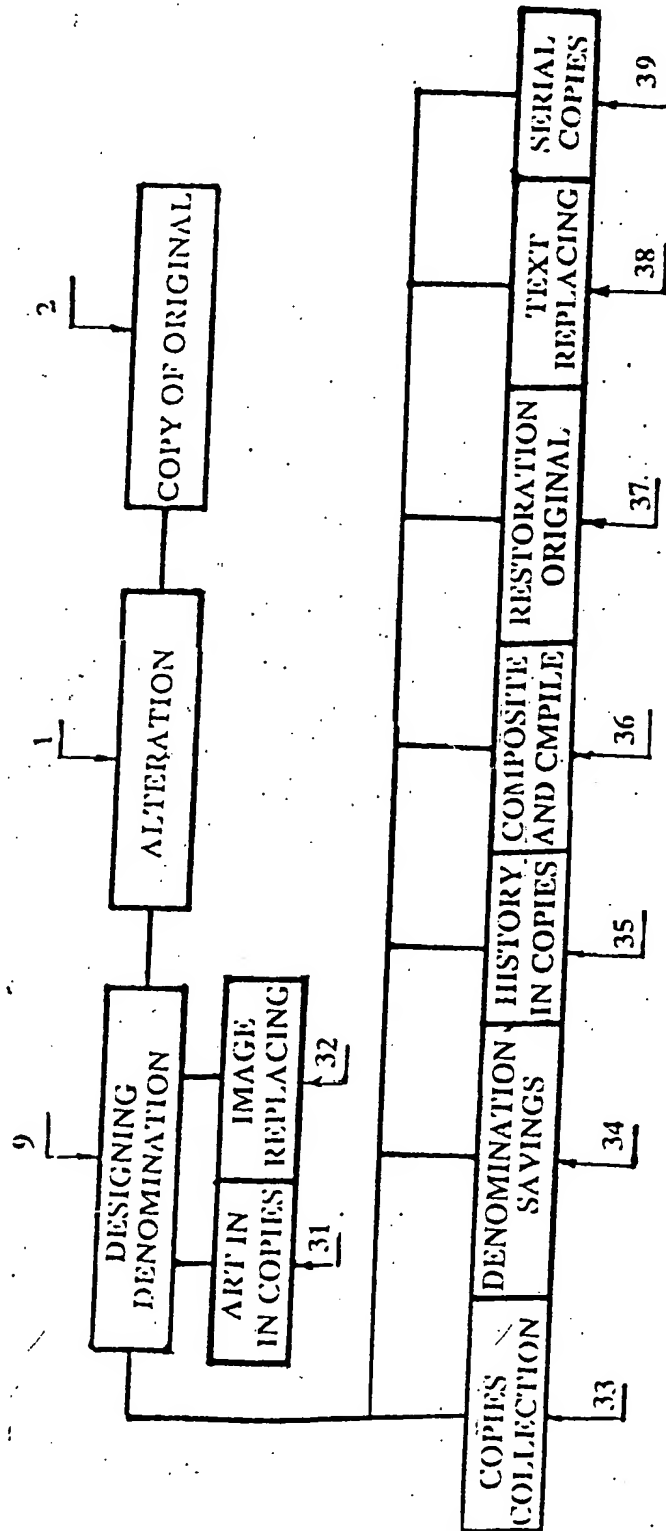 9
1
2
DESIGNING
DENOMINATION
ALTERATION
COPY OF ORIGINAL
ART IN
IN COPIES
IMAGE
REPLACING
31
32
COPIES
COLLECTION
DENOMINATION
SAVINGS
HISTORY
IN COPIES
COMPOSITE
AND CMPILE
RESTORATION
ORIGINAL
TEXT
REPLACING
SERIAL
COPIES
33
34
35
36
37
38
39